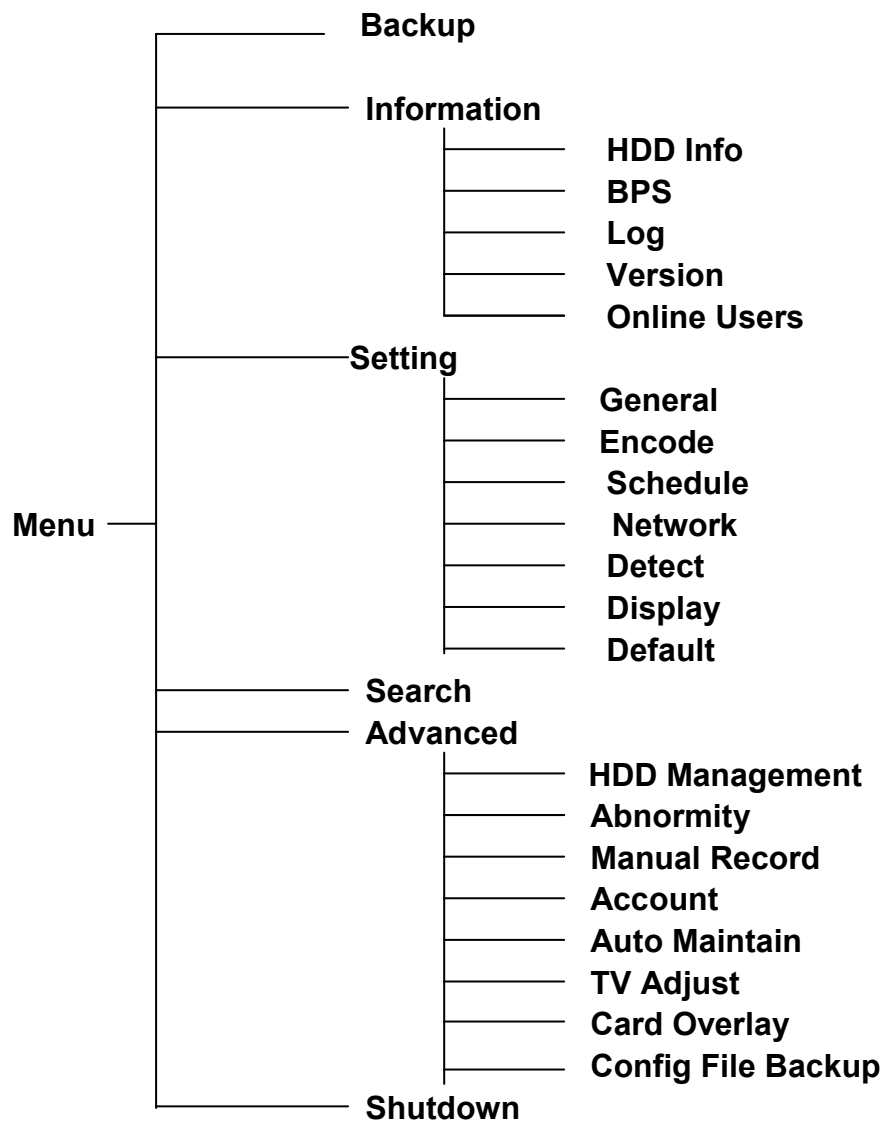 Backup
Information
HDD Info
BPS
Log
Version
Online Users
Setting
General
Encode
Schedule
Menu
Network
Detect
Display
Default
Search
Advanced
HDD Management
Abnormity
Manual Record
Account
Auto Maintain
TV Adjust
Card Overlay
Config File Backup
Shutdown